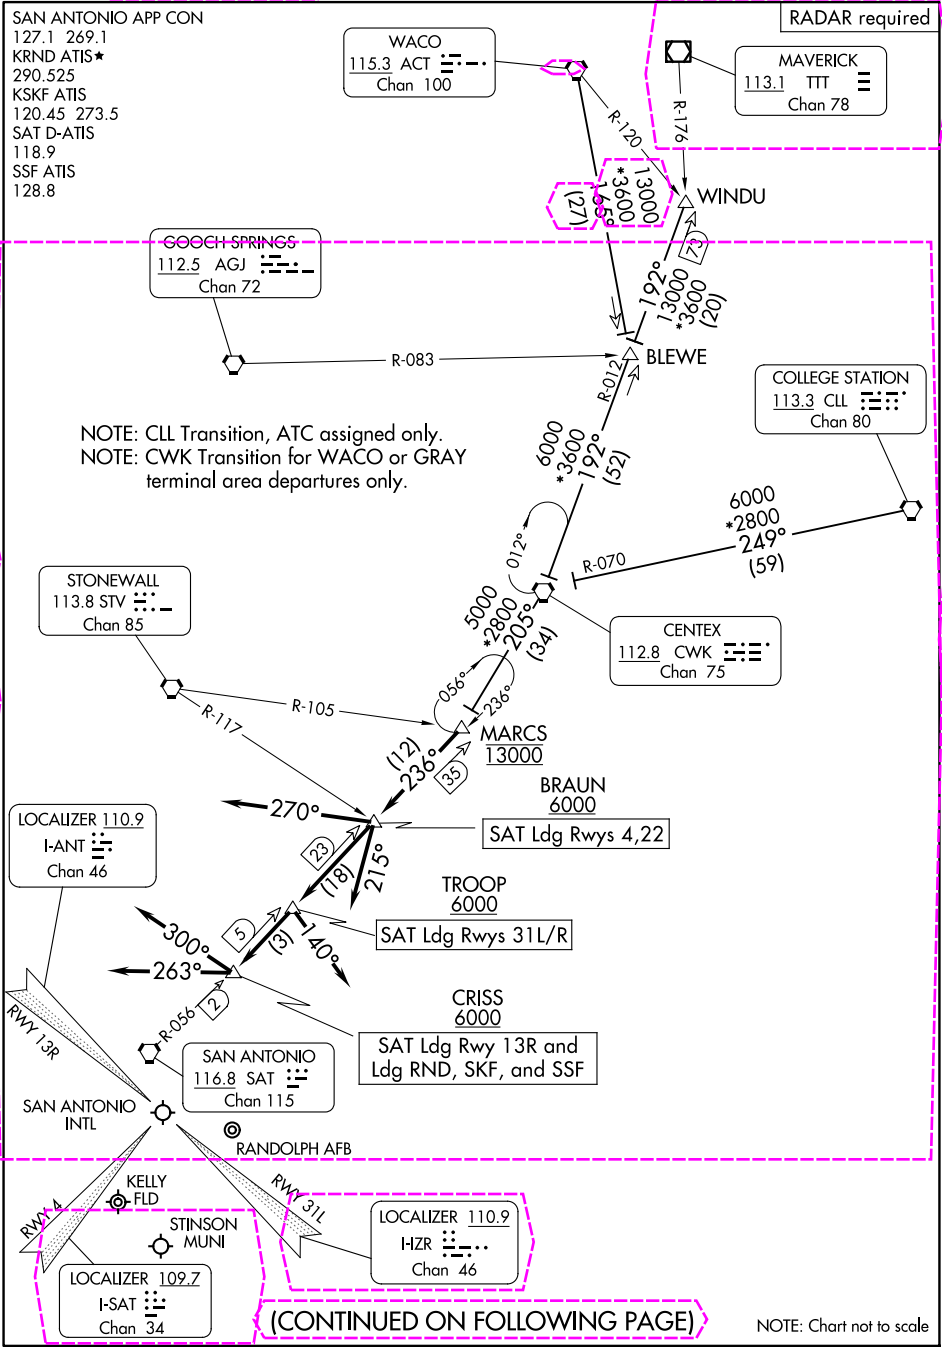 SAN ANTONIO APP CON
127.1 269.1
KRND ATIS★
290.525
KSKF ATIS
120.45 273.5
SAT D-ATIS
118.9
SSF ATIS
128.8
RADAR required
WACO
115.3 ACT
Chan 100
MAVERICK
113.1 TTT
Chan 78
R-120
R-176
13000
*3600
165°
(27)
WINDU
73
192°
13000
*3600
(20)
GOOCH SPRINGS
112.5 AGJ
Chan 72
R-083
BLEWE
R-012
COLLEGE STATION
113.3 CLL
Chan 80
NOTE: CLL Transition, ATC assigned only.
NOTE: CWK Transition for WACO or GRAY
terminal area departures only.
6000
*3600
192°
(52)
6000
*2800
249°
(59)
R-070
012°
STONEWALL
113.8 STV
Chan 85
5000
*2800
205°
(34)
CENTEX
112.8 CWK
Chan 75
056°
236°
R-105
R-117
MARCS
13000
(12)
236°
35
BRAUN
6000
SAT Ldg Rwys 4,22
270°
LOCALIZER 110.9
I-ANT
Chan 46
23
(18)
215°
TROOP
6000
SAT Ldg Rwys 31L/R
5
(3)
140°
300°
263°
CRISS
6000
SAT Ldg Rwy 13R and
Ldg RND, SKF, and SSF
R-056
2
RWY 13R
SAN ANTONIO
116.8 SAT
Chan 115
SAN ANTONIO
INTL
RANDOLPH AFB
KELLY
FLD
RWY 4
RWY 31L
STINSON
MUNI
LOCALIZER 110.9
I-IZR
Chan 46
LOCALIZER 109.7
I-SAT
Chan 34
(CONTINUED ON FOLLOWING PAGE)
NOTE: Chart not to scale